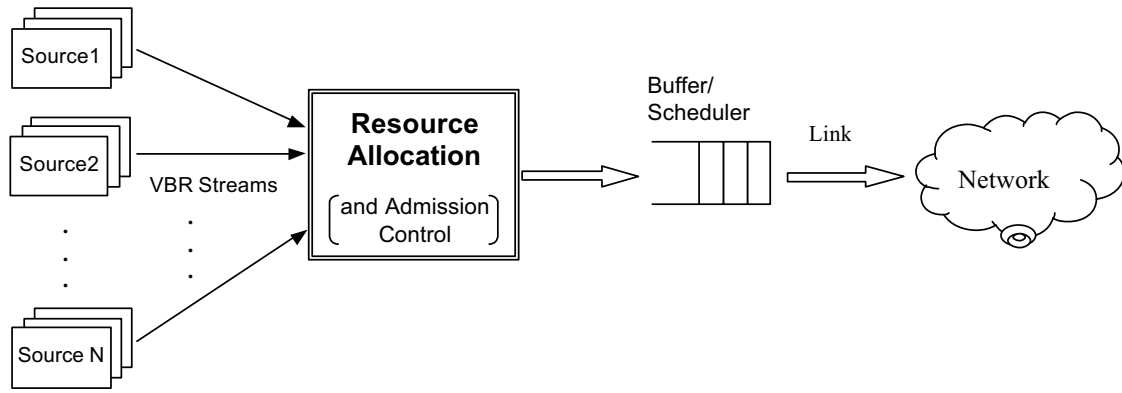 Source1
Source2
VBR Streams
Source N
Resource
Allocation
and Admission
Control
Buffer/
Scheduler
Link
Network